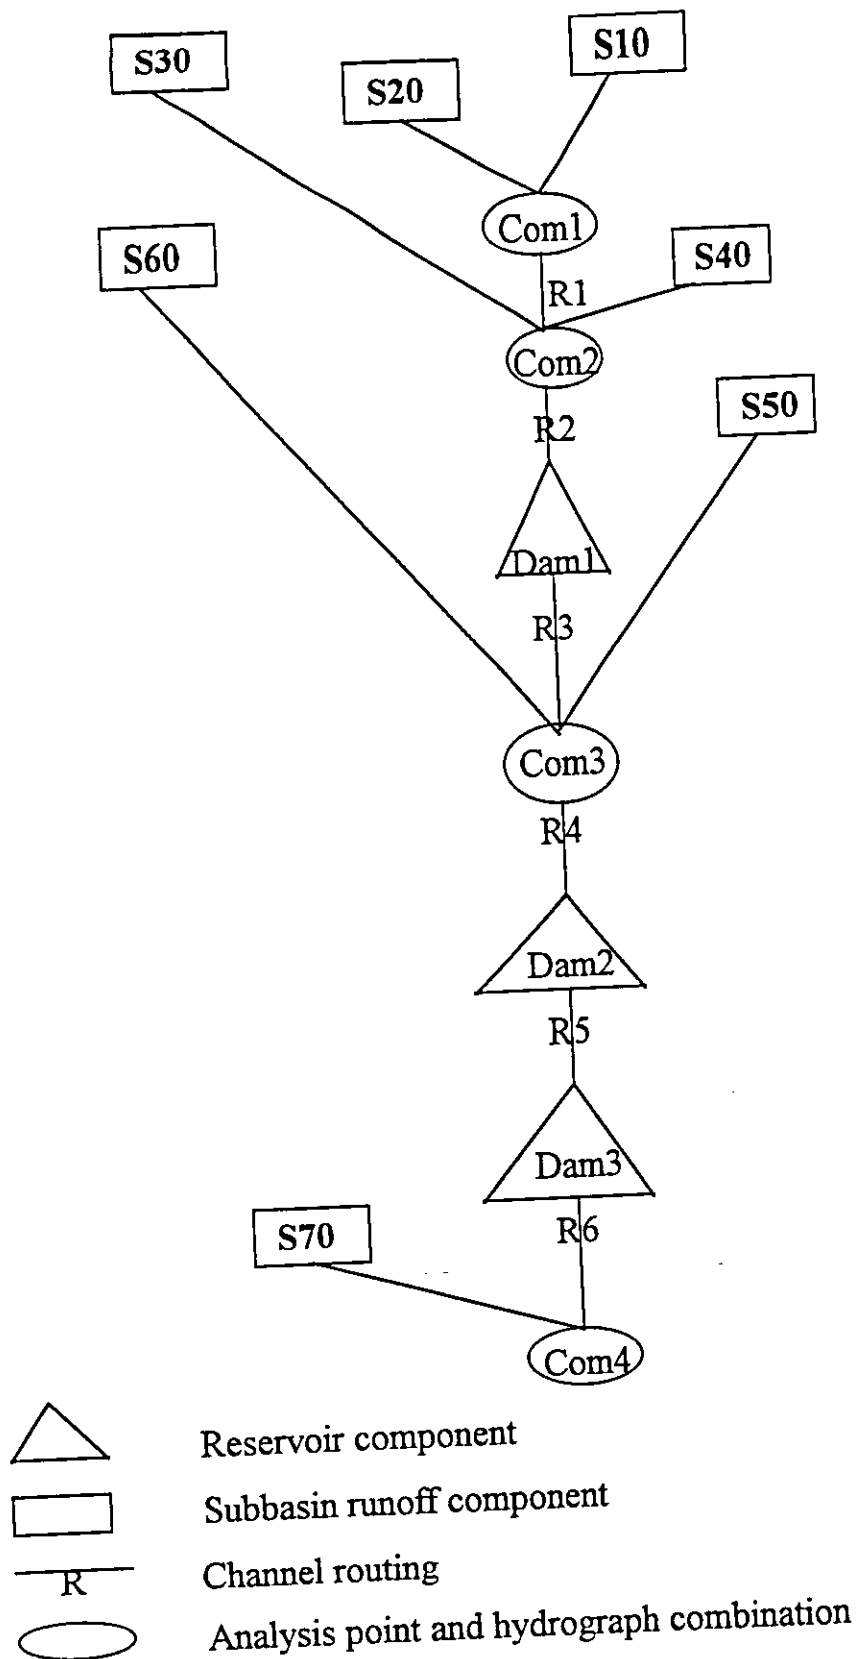 S30
S20
S10
Com1
S60
S40
R1
Com2
S50
R2
Dam1
R3
Com3
R4
Dam2
R5
Dam3
S70
R6
Com4
Reservoir component
Subbasin runoff component
R
Channel routing
Analysis point and hydrograph combination